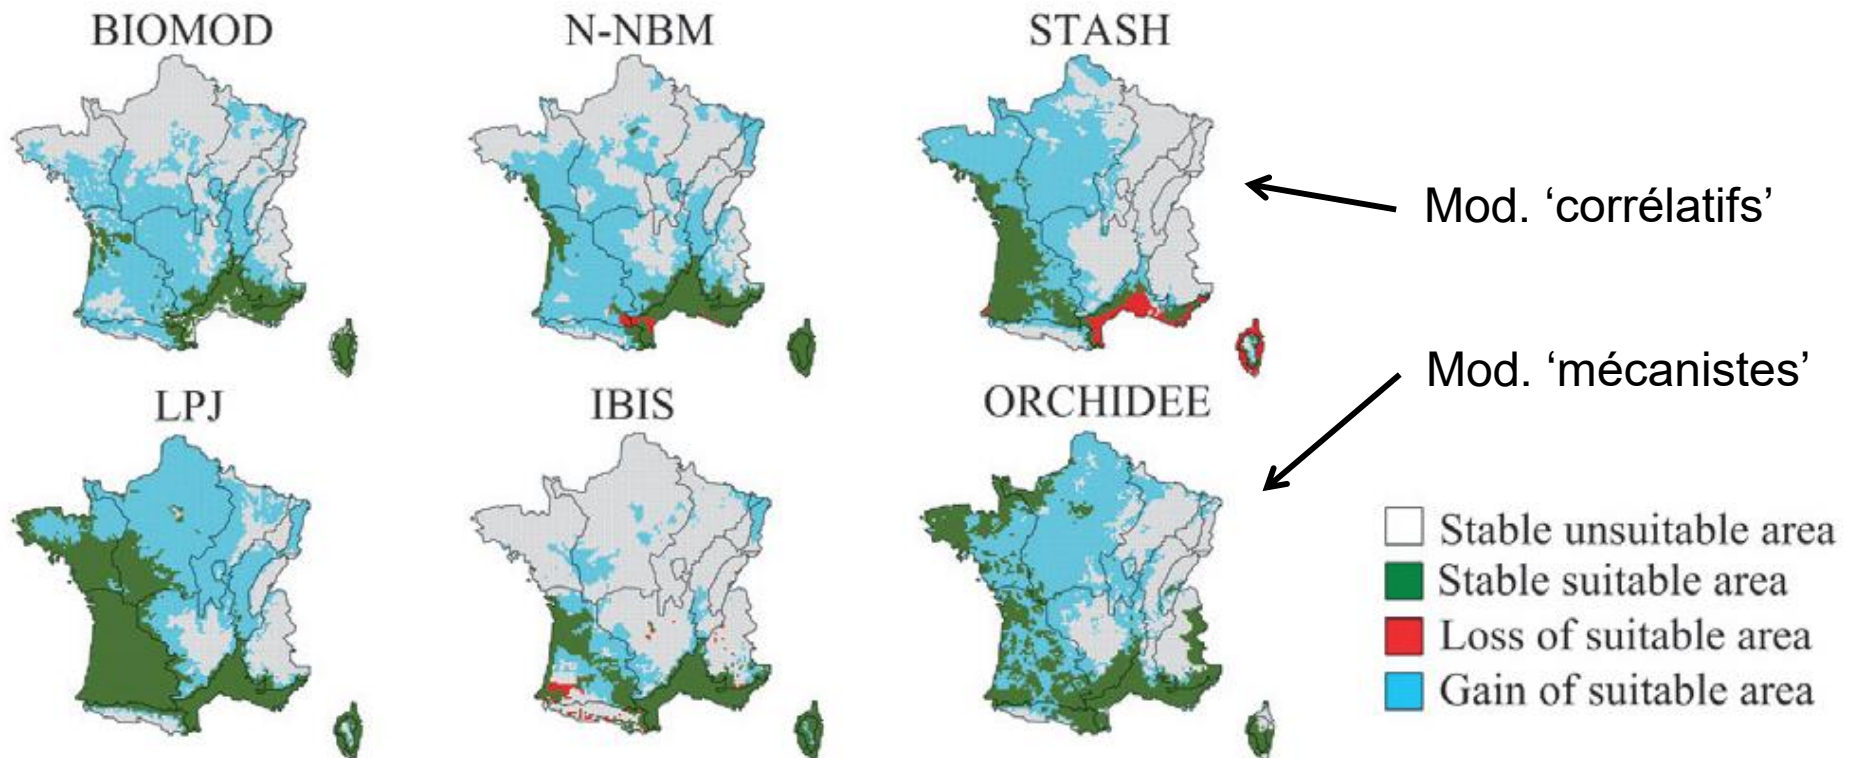 BIOMOD
N-NBM
STASH
Mod. ‘corrélatifs’
Mod. ‘mécanistes’
LPJ
IBIS
ORCHIDEE
Stable unsuitable area
Stable suitable area
Loss of suitable area
Gain of suitable area